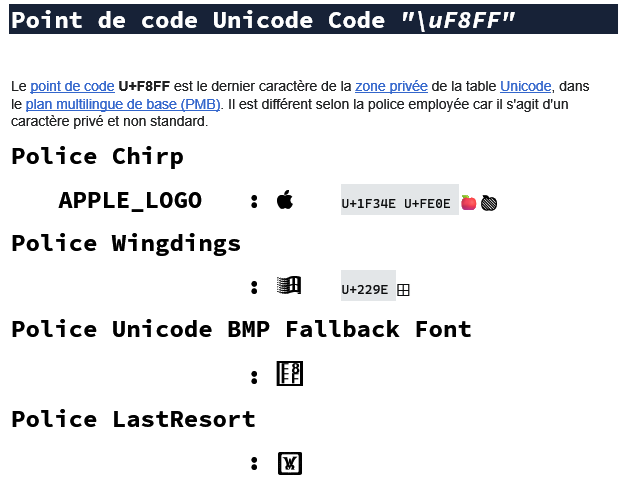 Point de code Unicode Code "\uF8FF"
Le point de code U+F8FF est le dernier caractère de la zone privée de la table Unicode, dans
le plan multilingue de base (PMB). Il est différent selon la police employée car il s'agit d'un
caractère privé et non standard.
Police Chirp
APPLE_LOGO :  U+1F34E U+FE0E 🍎 🍎︎
Police Wingdings
: U+229E ⊞
Police Unicode BMP Fallback Font
: F8FF
Police LastResort
: